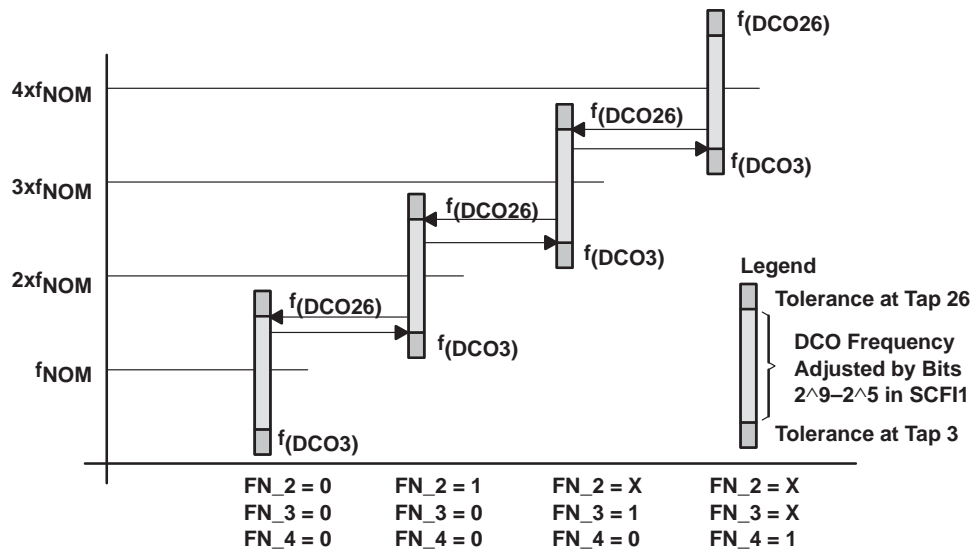 f(DCO26)
4xfNOM
f(DCO26)
f(DCO3)
3xfNOM
f(DCO26)
f(DCO3)
2xfNOM
f(DCO26)
f(DCO3)
fNOM
f(DCO3)
Legend
Tolerance at Tap 26
DCO Frequency
Adjusted by Bits
2^9–2^5 in SCFI1
Tolerance at Tap 3
FN_2 = 0 FN_2 = 1 FN_2 = X FN_2 = X
FN_3 = 0 FN_3 = 0 FN_3 = 1 FN_3 = X
FN_4 = 0 FN_4 = 0 FN_4 = 0 FN_4 = 1